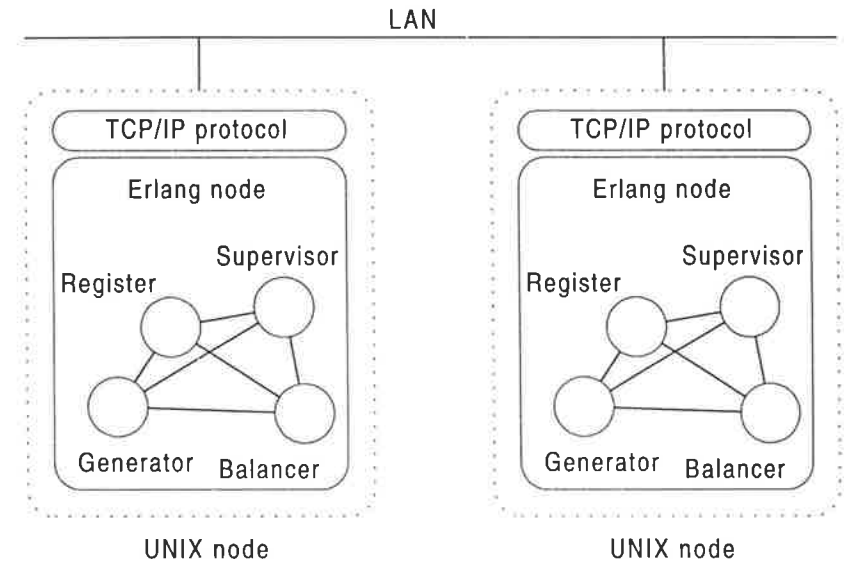 LAN
TCP/IP protocol
Erlang node
Supervisor
Register
Generator
Balancer
UNIX node
TCP/IP protocol
Erlang node
Supervisor
Register
Generator
Balancer
UNIX node